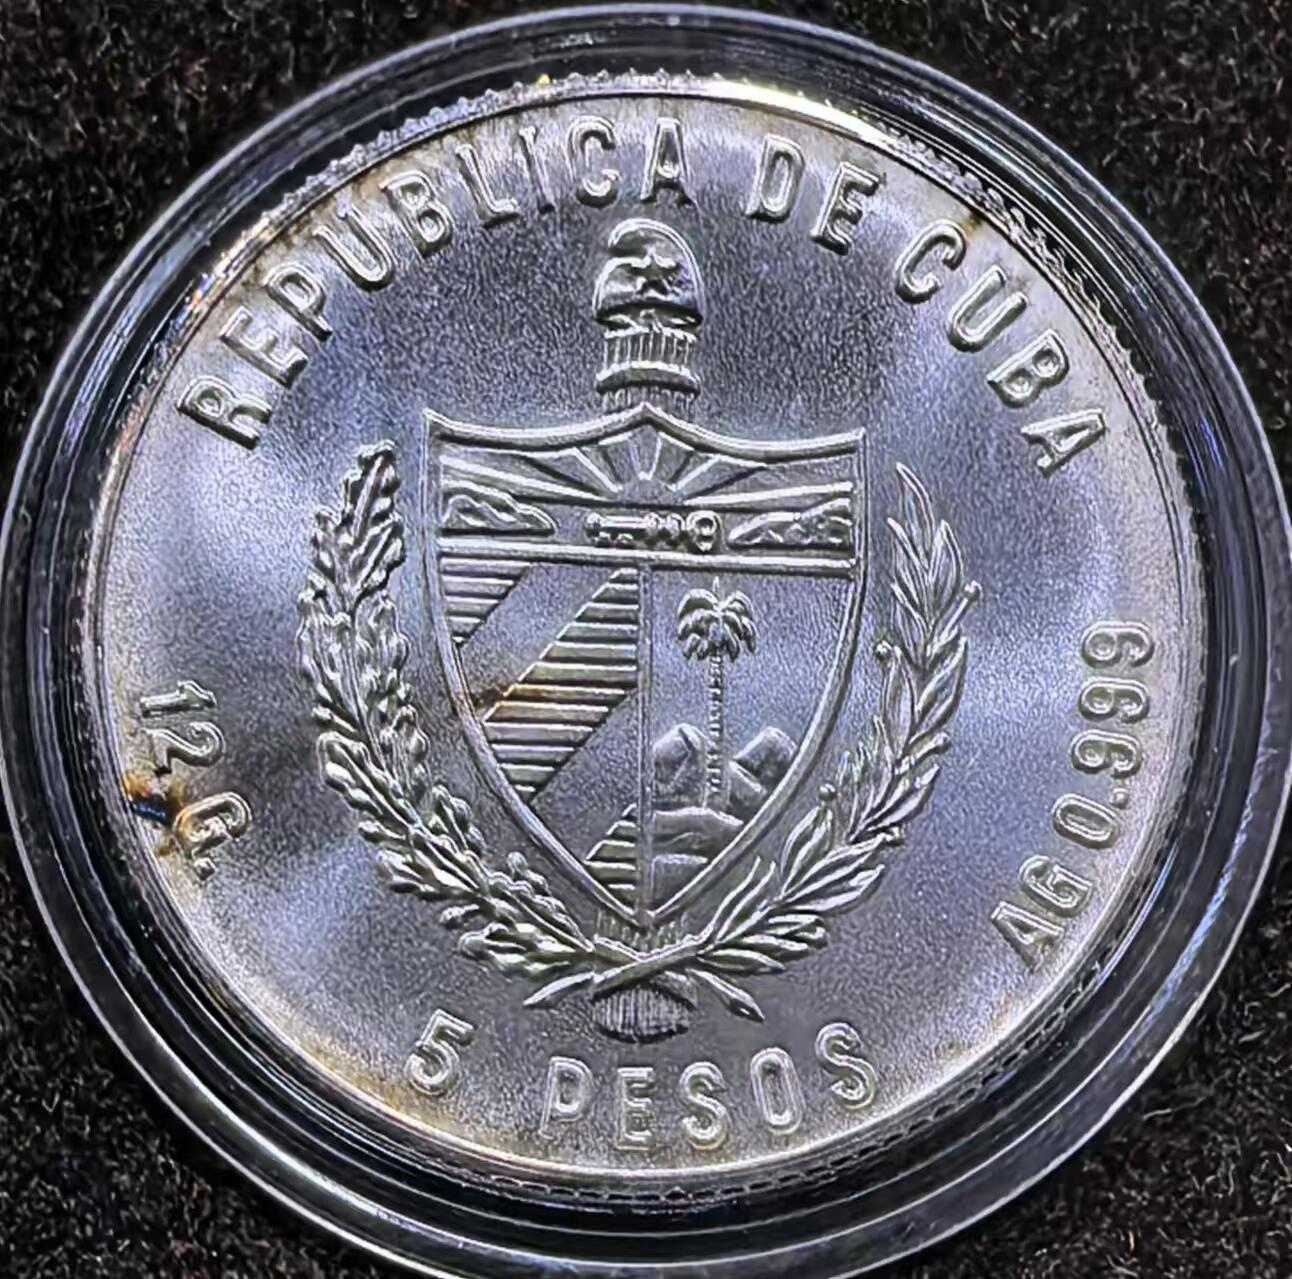 REPUBLICA DE CUBA
12 G.
AG 0.999
5 PESOS